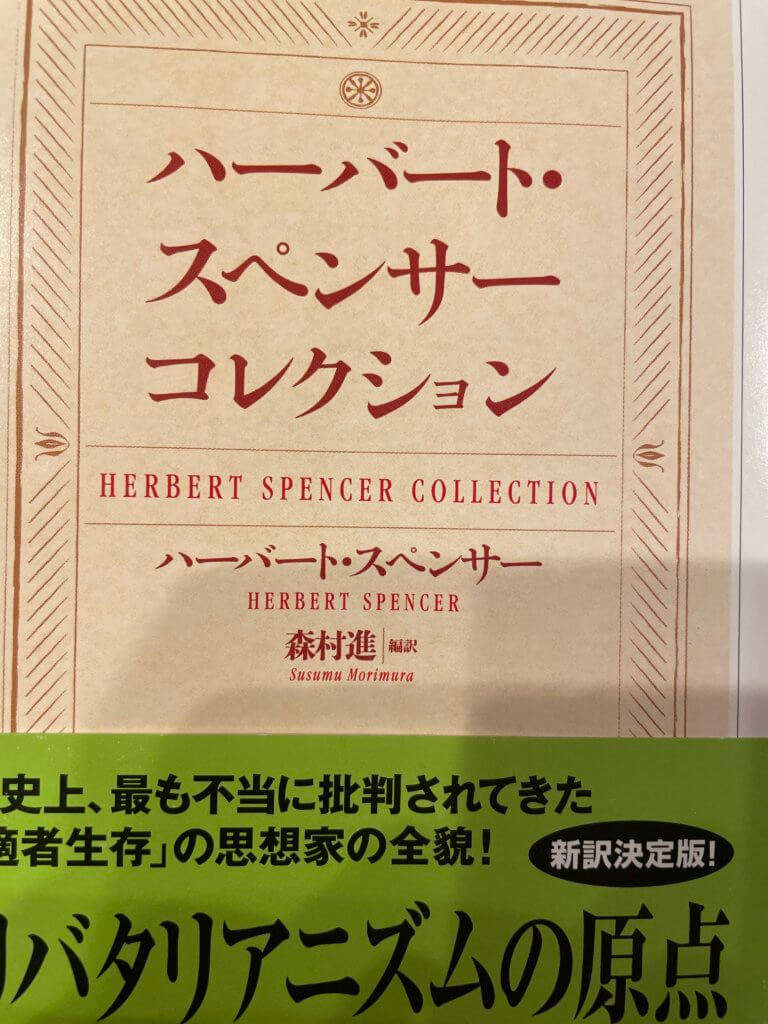 ハーバート・
スペンサー
コレクション
HERBERT SPENCER COLLECTION
ハーバート・スペンサー
HERBERT SPENCER
森村進 編訳
Susumu Morimura
史上、最も不当に批判されてきた
適者生存」の思想家の全貌！
新訳決定版！
リバタリアニズムの原点